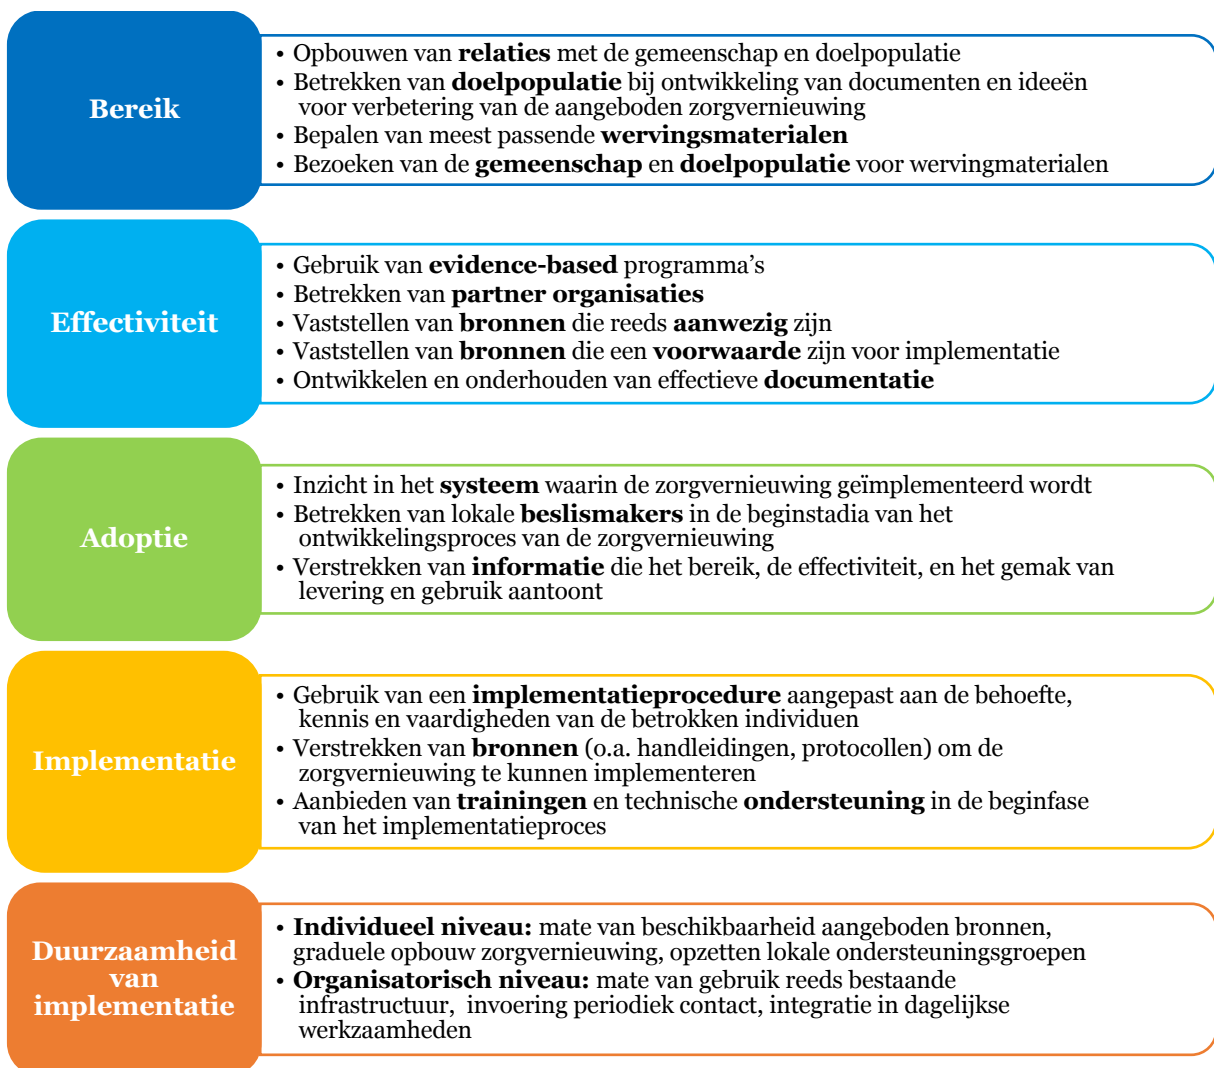 Bereik
• Opbouwen van relaties met de gemeenschap en doelpopulatie
• Betrekken van doelpopulatie bij ontwikkeling van documenten en ideeën
voor verbetering van de aangeboden zorgvernieuwing
• Bepalen van meest passende wervingsmaterialen
• Bezoeken van de gemeenschap en doelpopulatie voor wervingmaterialen
Effectiviteit
• Gebruik van evidence-based programma’s
• Betrekken van partner organisaties
• Vaststellen van bronnen die reeds aanwezig zijn
• Vaststellen van bronnen die een voorwaarde zijn voor implementatie
• Ontwikkelen en onderhouden van effectieve documentatie
Adoptie
• Inzicht in het systeem waarin de zorgvernieuwing geïmplementeerd wordt
• Betrekken van lokale beslismakers in de beginstadia van het
ontwikkelingsproces van de zorgvernieuwing
• Verstrekken van informatie die het bereik, de effectiviteit, en het gemak van
levering en gebruik aantoont
Implementatie
• Gebruik van een implementatieprocedure aangepast aan de behoefte,
kennis en vaardigheden van de betrokken individuen
• Verstrekken van bronnen (o.a. handleidingen, protocollen) om de
zorgvernieuwing te kunnen implementeren
• Aanbieden van trainingen en technische ondersteuning in de beginfase
van het implementatieproces
Duurzaamheid
van
implementatie
• Individueel niveau: mate van beschikbaarheid aangeboden bronnen,
graduele opbouw zorgvernieuwing, opzetten lokale ondersteuningsgroepen
• Organisatorisch niveau: mate van gebruik reeds bestaande
infrastructuur, invoering periodiek contact, integratie in dagelijkse
werkzaamheden